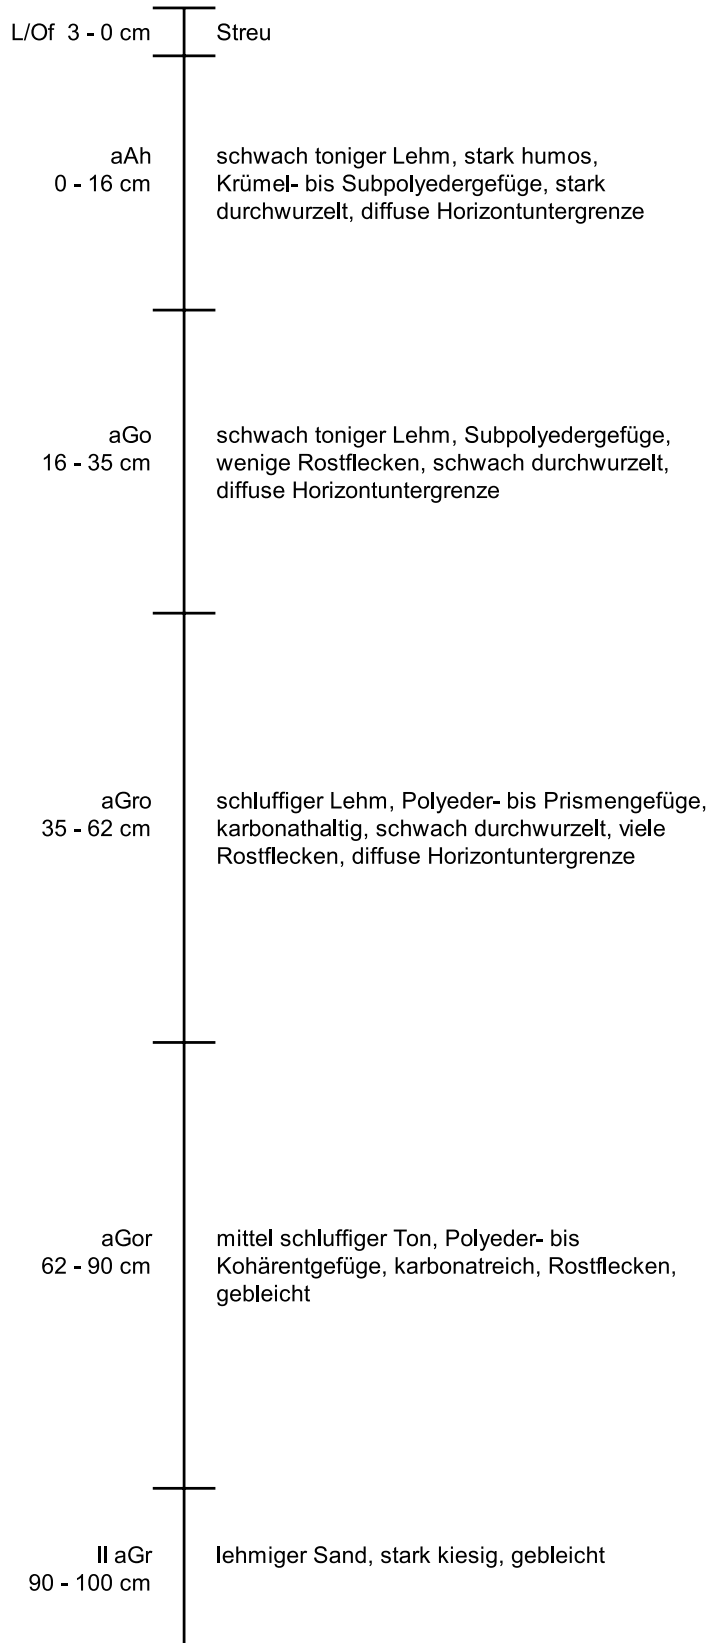 L/Of 3 - 0 cm Streu
aAh
0 - 16 cm
schwach toniger Lehm, stark humos,
Krümel- bis Subpolyedergefüge, stark
durchwurzelt, diffuse Horizontuntergrenze
aGo
16 - 35 cm
schwach toniger Lehm, Subpolyedergefüge,
wenige Rostflecken, schwach durchwurzelt,
diffuse Horizontuntergrenze
aGro
35 - 62 cm
schluffiger Lehm, Polyeder- bis Prismengefüge,
karbonathaltig, schwach durchwurzelt, viele
Rostflecken, diffuse Horizontuntergrenze
aGor
62 - 90 cm
mittel schluffiger Ton, Polyeder- bis
Kohärentgefüge, karbonatreich, Rostflecken,
gebleicht
II aGr
90 - 100 cm
lehmiger Sand, stark kiesig, gebleicht